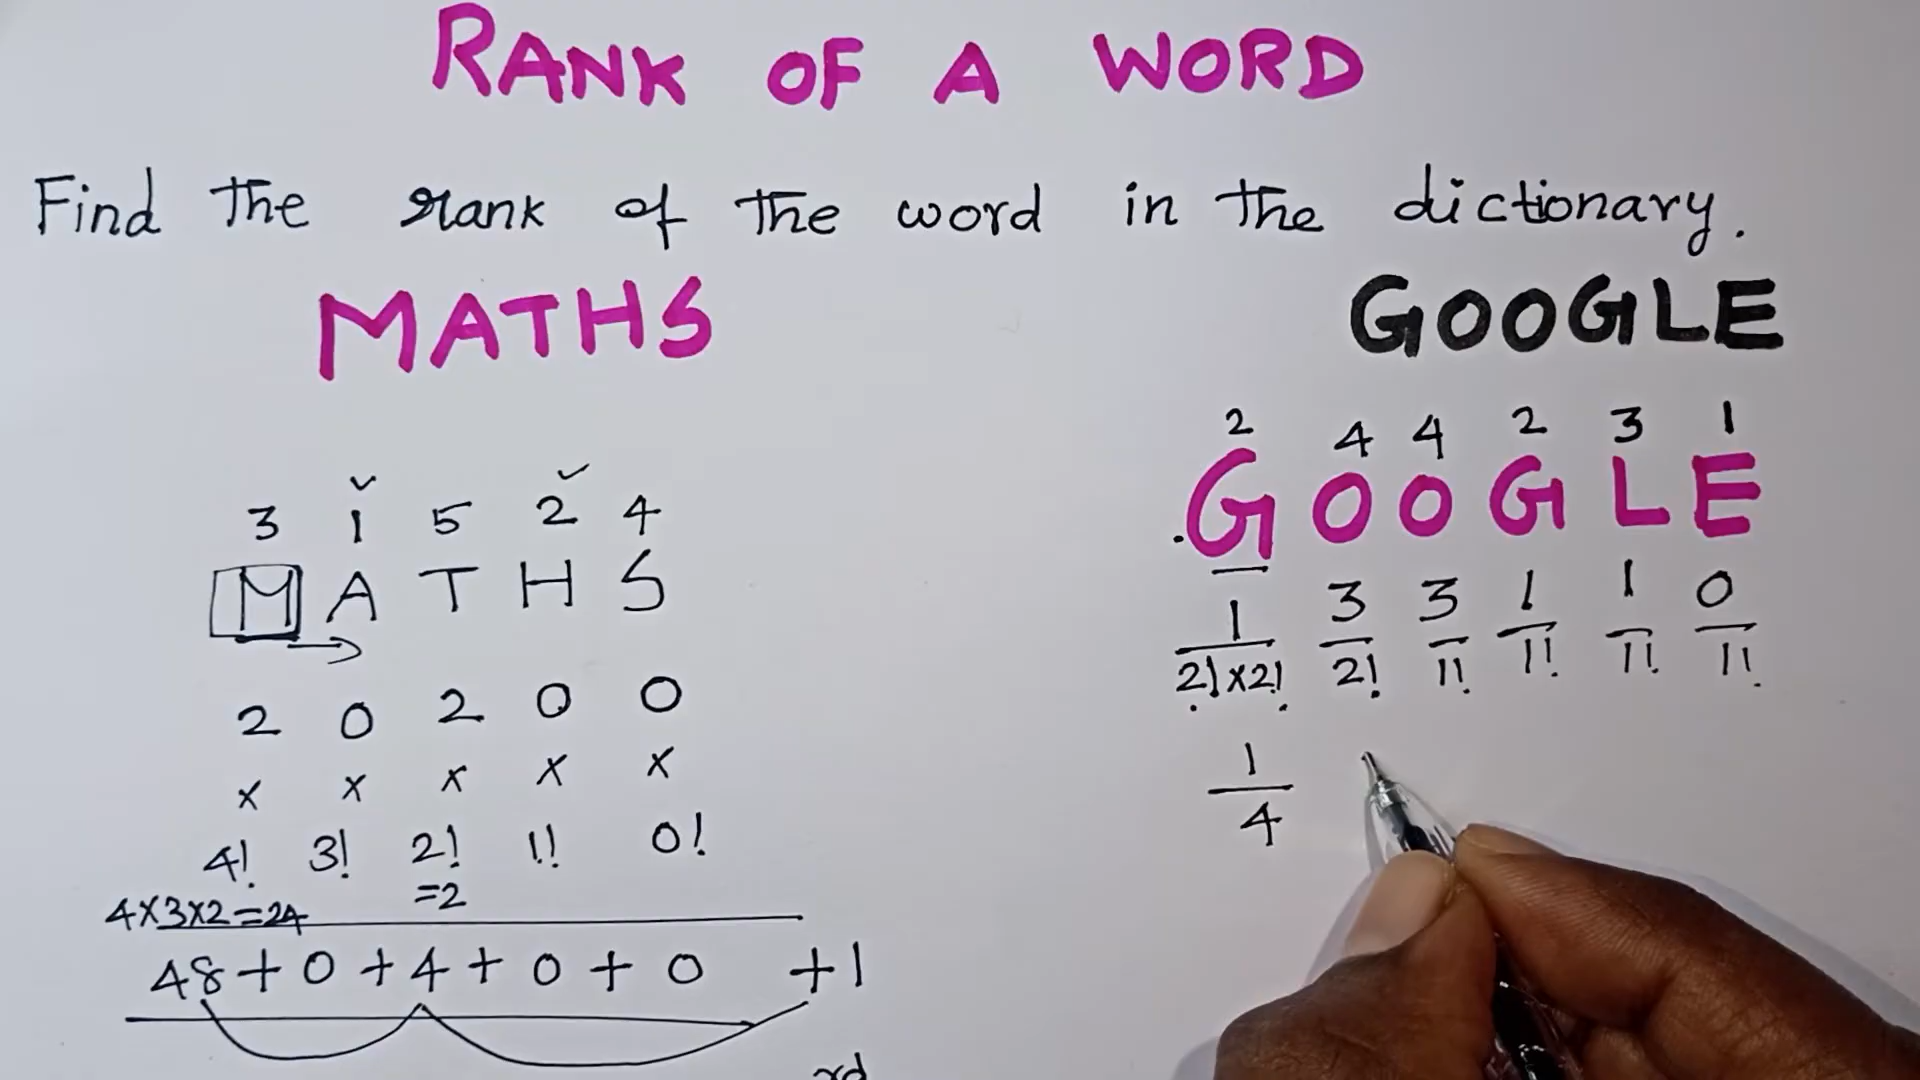 RANK OF A WORD
Find the rank of the word in the dictionary.
MATHS
GOOGLE
3 1 5 2 4
M A T H S
2 0 2 0 0
× × × × ×
4! 3! 2! 1! 0!
4×3×2=24 =2
48+0+4+0+0 +1
rd
2 4 4 2 3 1
G O O G L E
1 3 3 1 1 0
2!×2! 2! 1! 1! 1! 1!
1
4